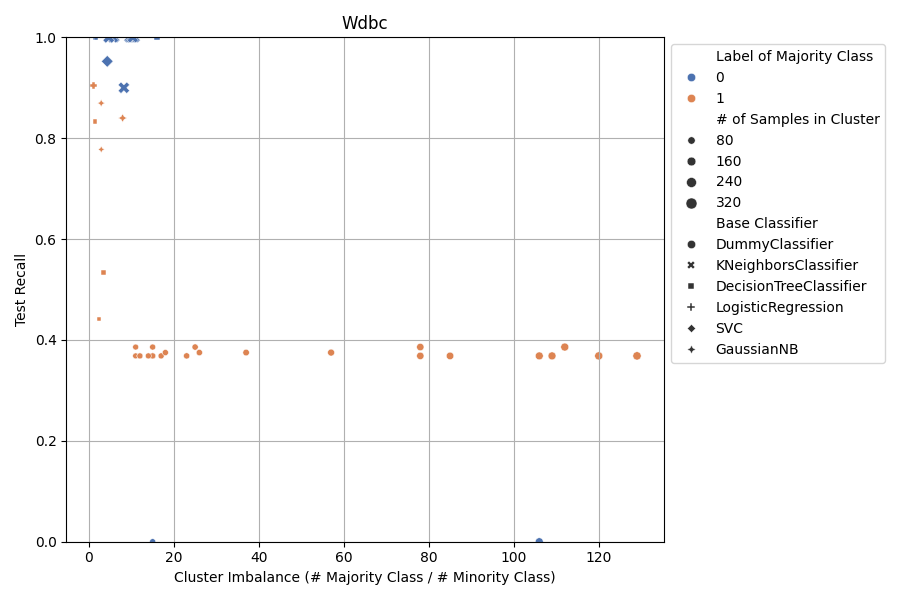 Wdbc
1.0
0.8
0.6
0.4
0.2
0.0
Test Recall
0
20
40
60
80
100
120
Cluster Imbalance (# Majority Class / # Minority Class)
Label of Majority Class
0
1
# of Samples in Cluster
80
160
240
320
Base Classifier
DummyClassifier
KNeighborsClassifier
DecisionTreeClassifier
LogisticRegression
SVC
GaussianNB